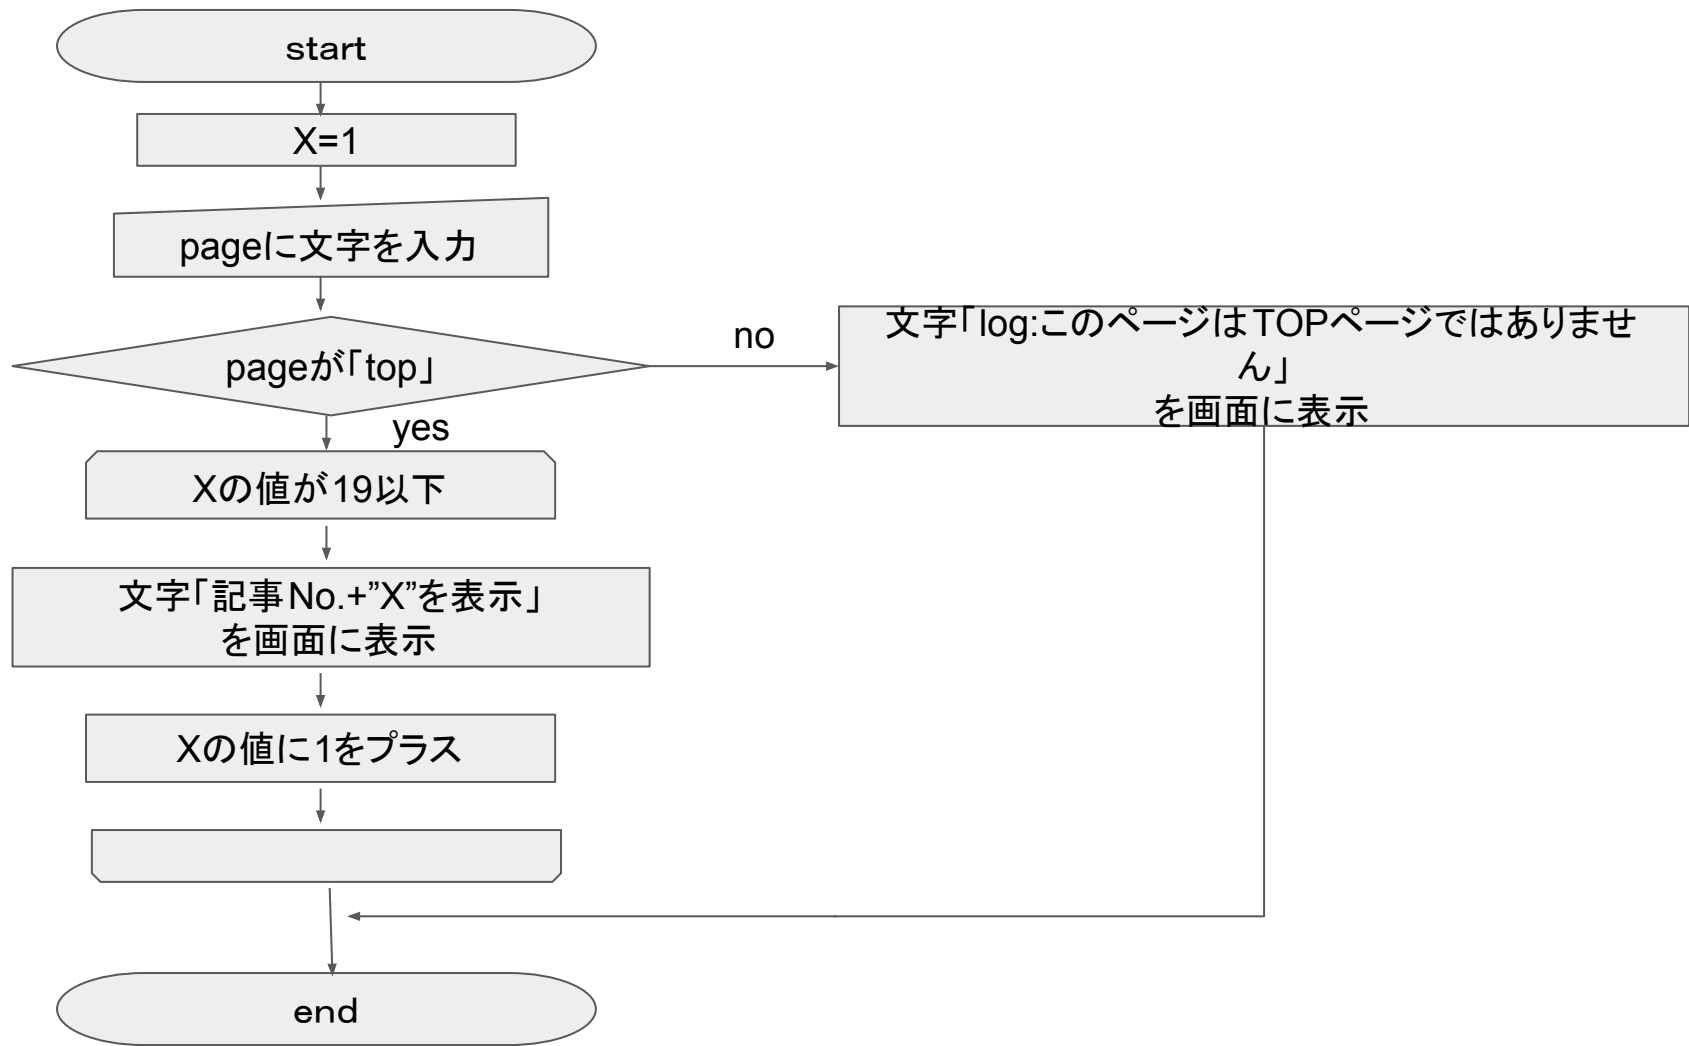 start
X=1
pageに文字を入力
pageが「top」
no
文字「log:このページはTOPページではありませ
ん」
を画面に表示
yes
Xの値が19以下
文字「記事No.+”X”を表示」
を画面に表示
Xの値に1をプラス
end